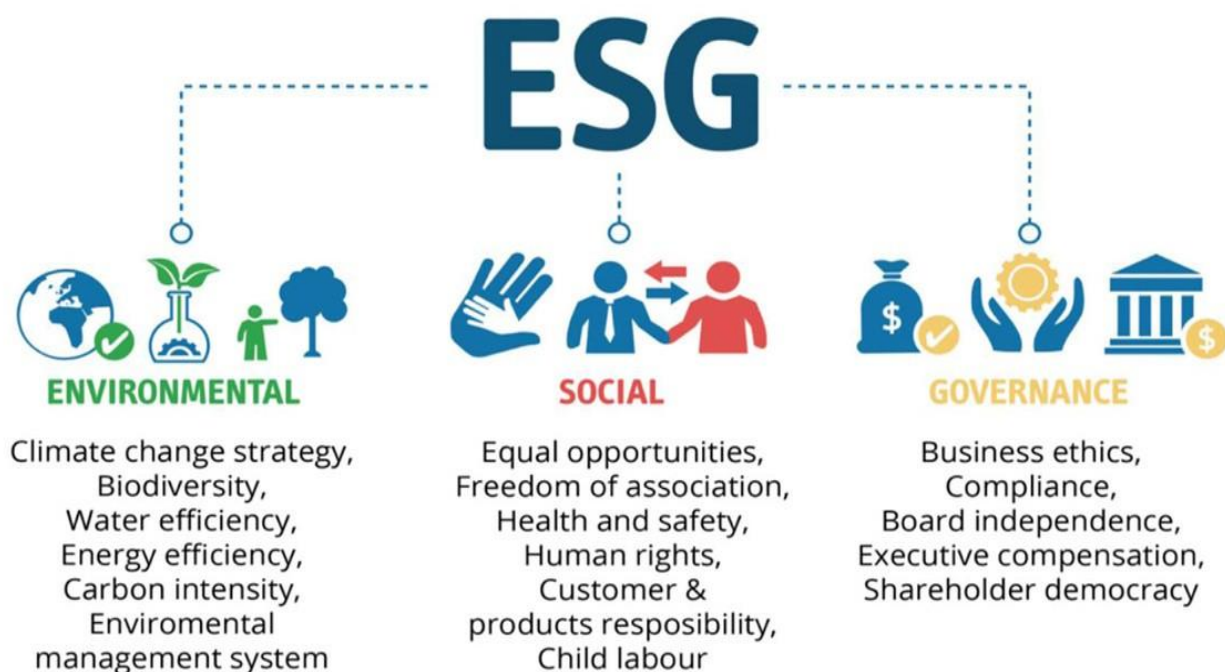 ESG
ENVIRONMENTAL
Climate change strategy,
Biodiversity,
Water efficiency,
Energy efficiency,
Carbon intensity,
Enviromental
management system
SOCIAL
Equal opportunities,
Freedom of association,
Health and safety,
Human rights,
Customer &
products resposibility,
Child labour
$
$
GOVERNANCE
Business ethics,
Compliance,
Board independence,
Executive compensation,
Shareholder democracy